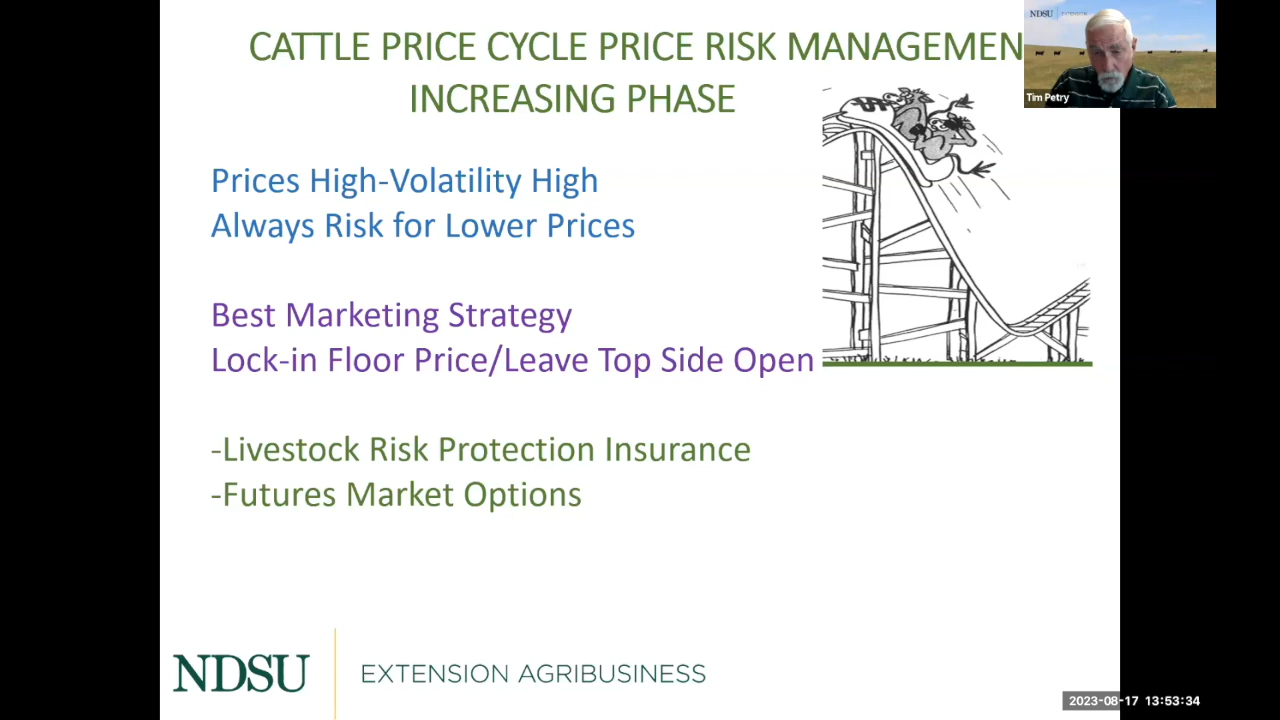 CATTLE PRICE CYCLE PRICE RISK MANAGEMEN
INCREASING PHASE
NDSU EXTENSION
Tim Petry
Prices High-Volatility High
Always Risk for Lower Prices
Best Marketing Strategy
Lock-in Floor Price/Leave Top Side Open
-Livestock Risk Protection Insurance
-Futures Market Options
NDSU EXTENSION AGRIBUSINESS
2023-08-17 13:53:34